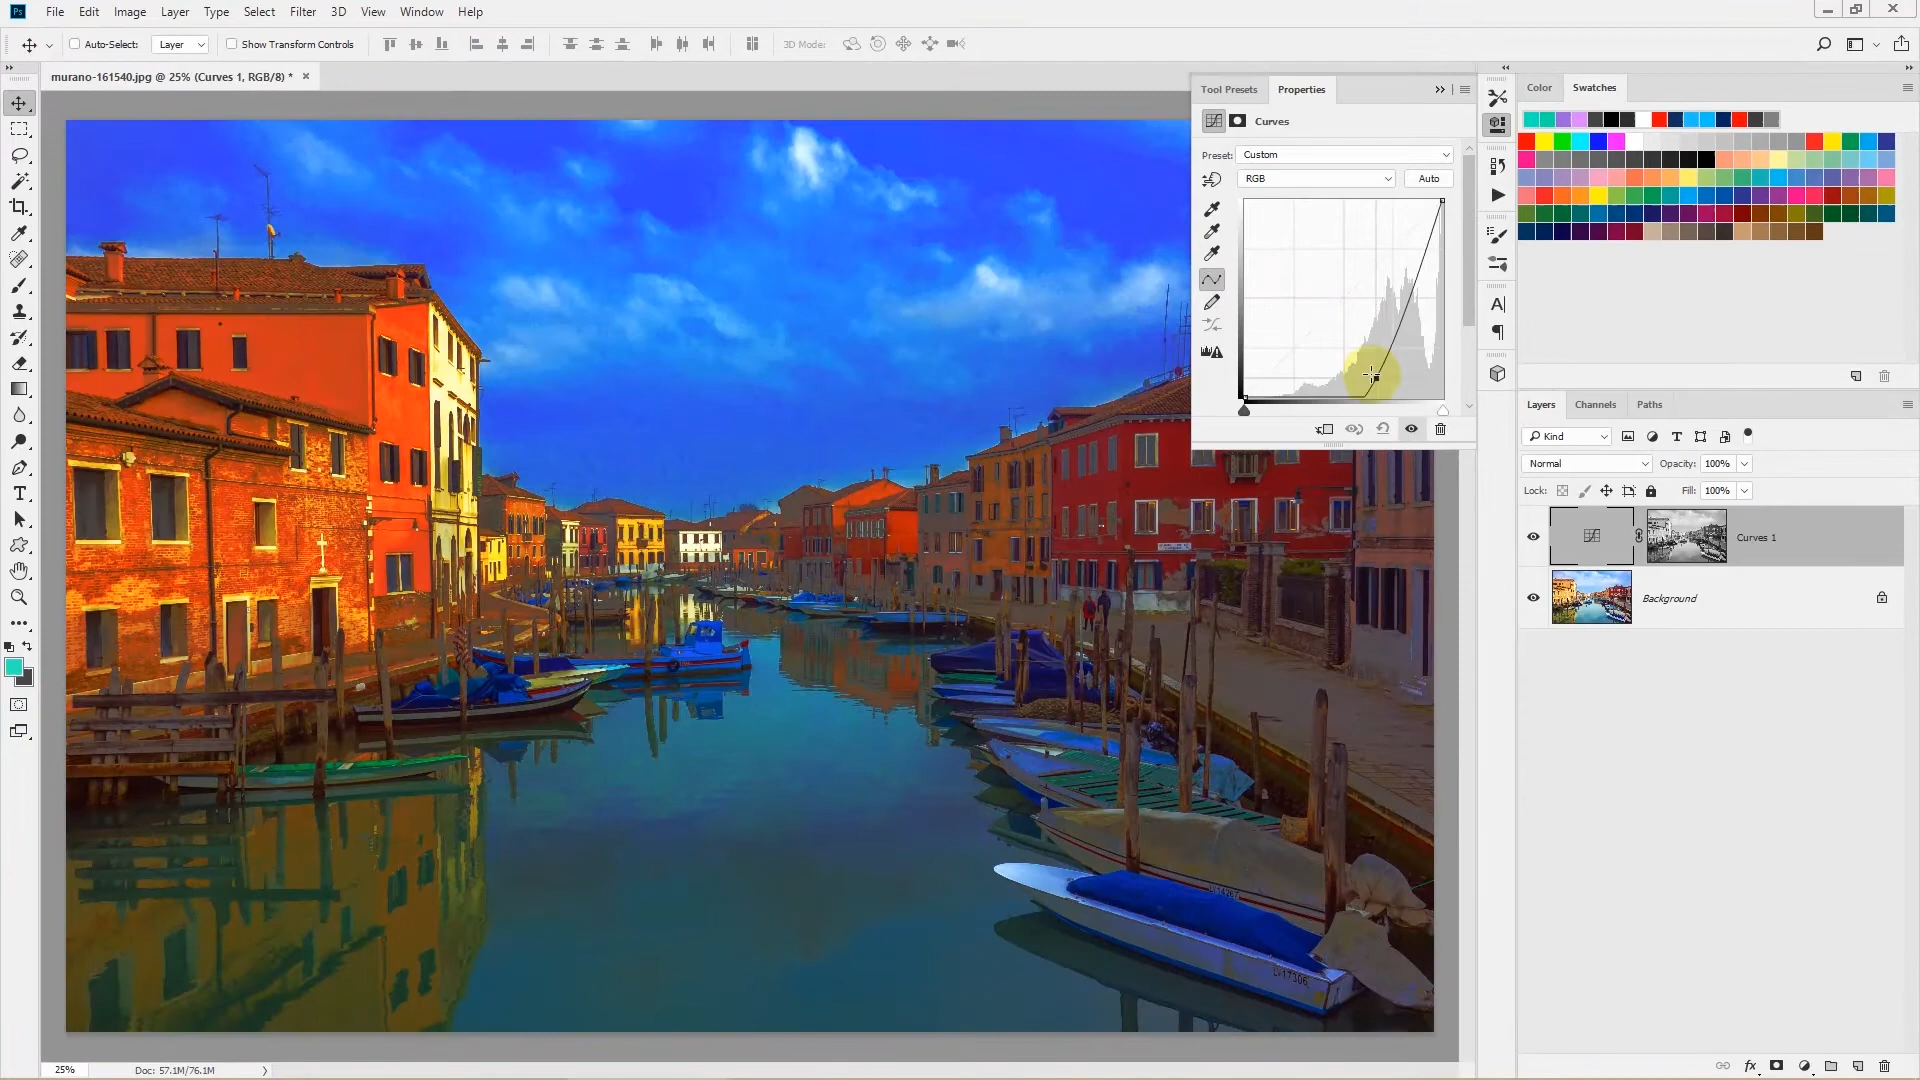 Ps File Edit Image Layer Type Select Filter 3D View Window Help
Auto-Select: Layer Show Transform Controls 3D Mode:
murano-161540.jpg @ 25% (Curves 1, RGB/8) *
Tool Presets Properties
Curves
Preset: Custom
RGB Auto
Color Swatches
Layers Channels Paths
Kind
Normal Opacity: 100%
Lock: Fill: 100%
Curves 1
Background
LV17306
25% Doc: 57.1M/76.1M